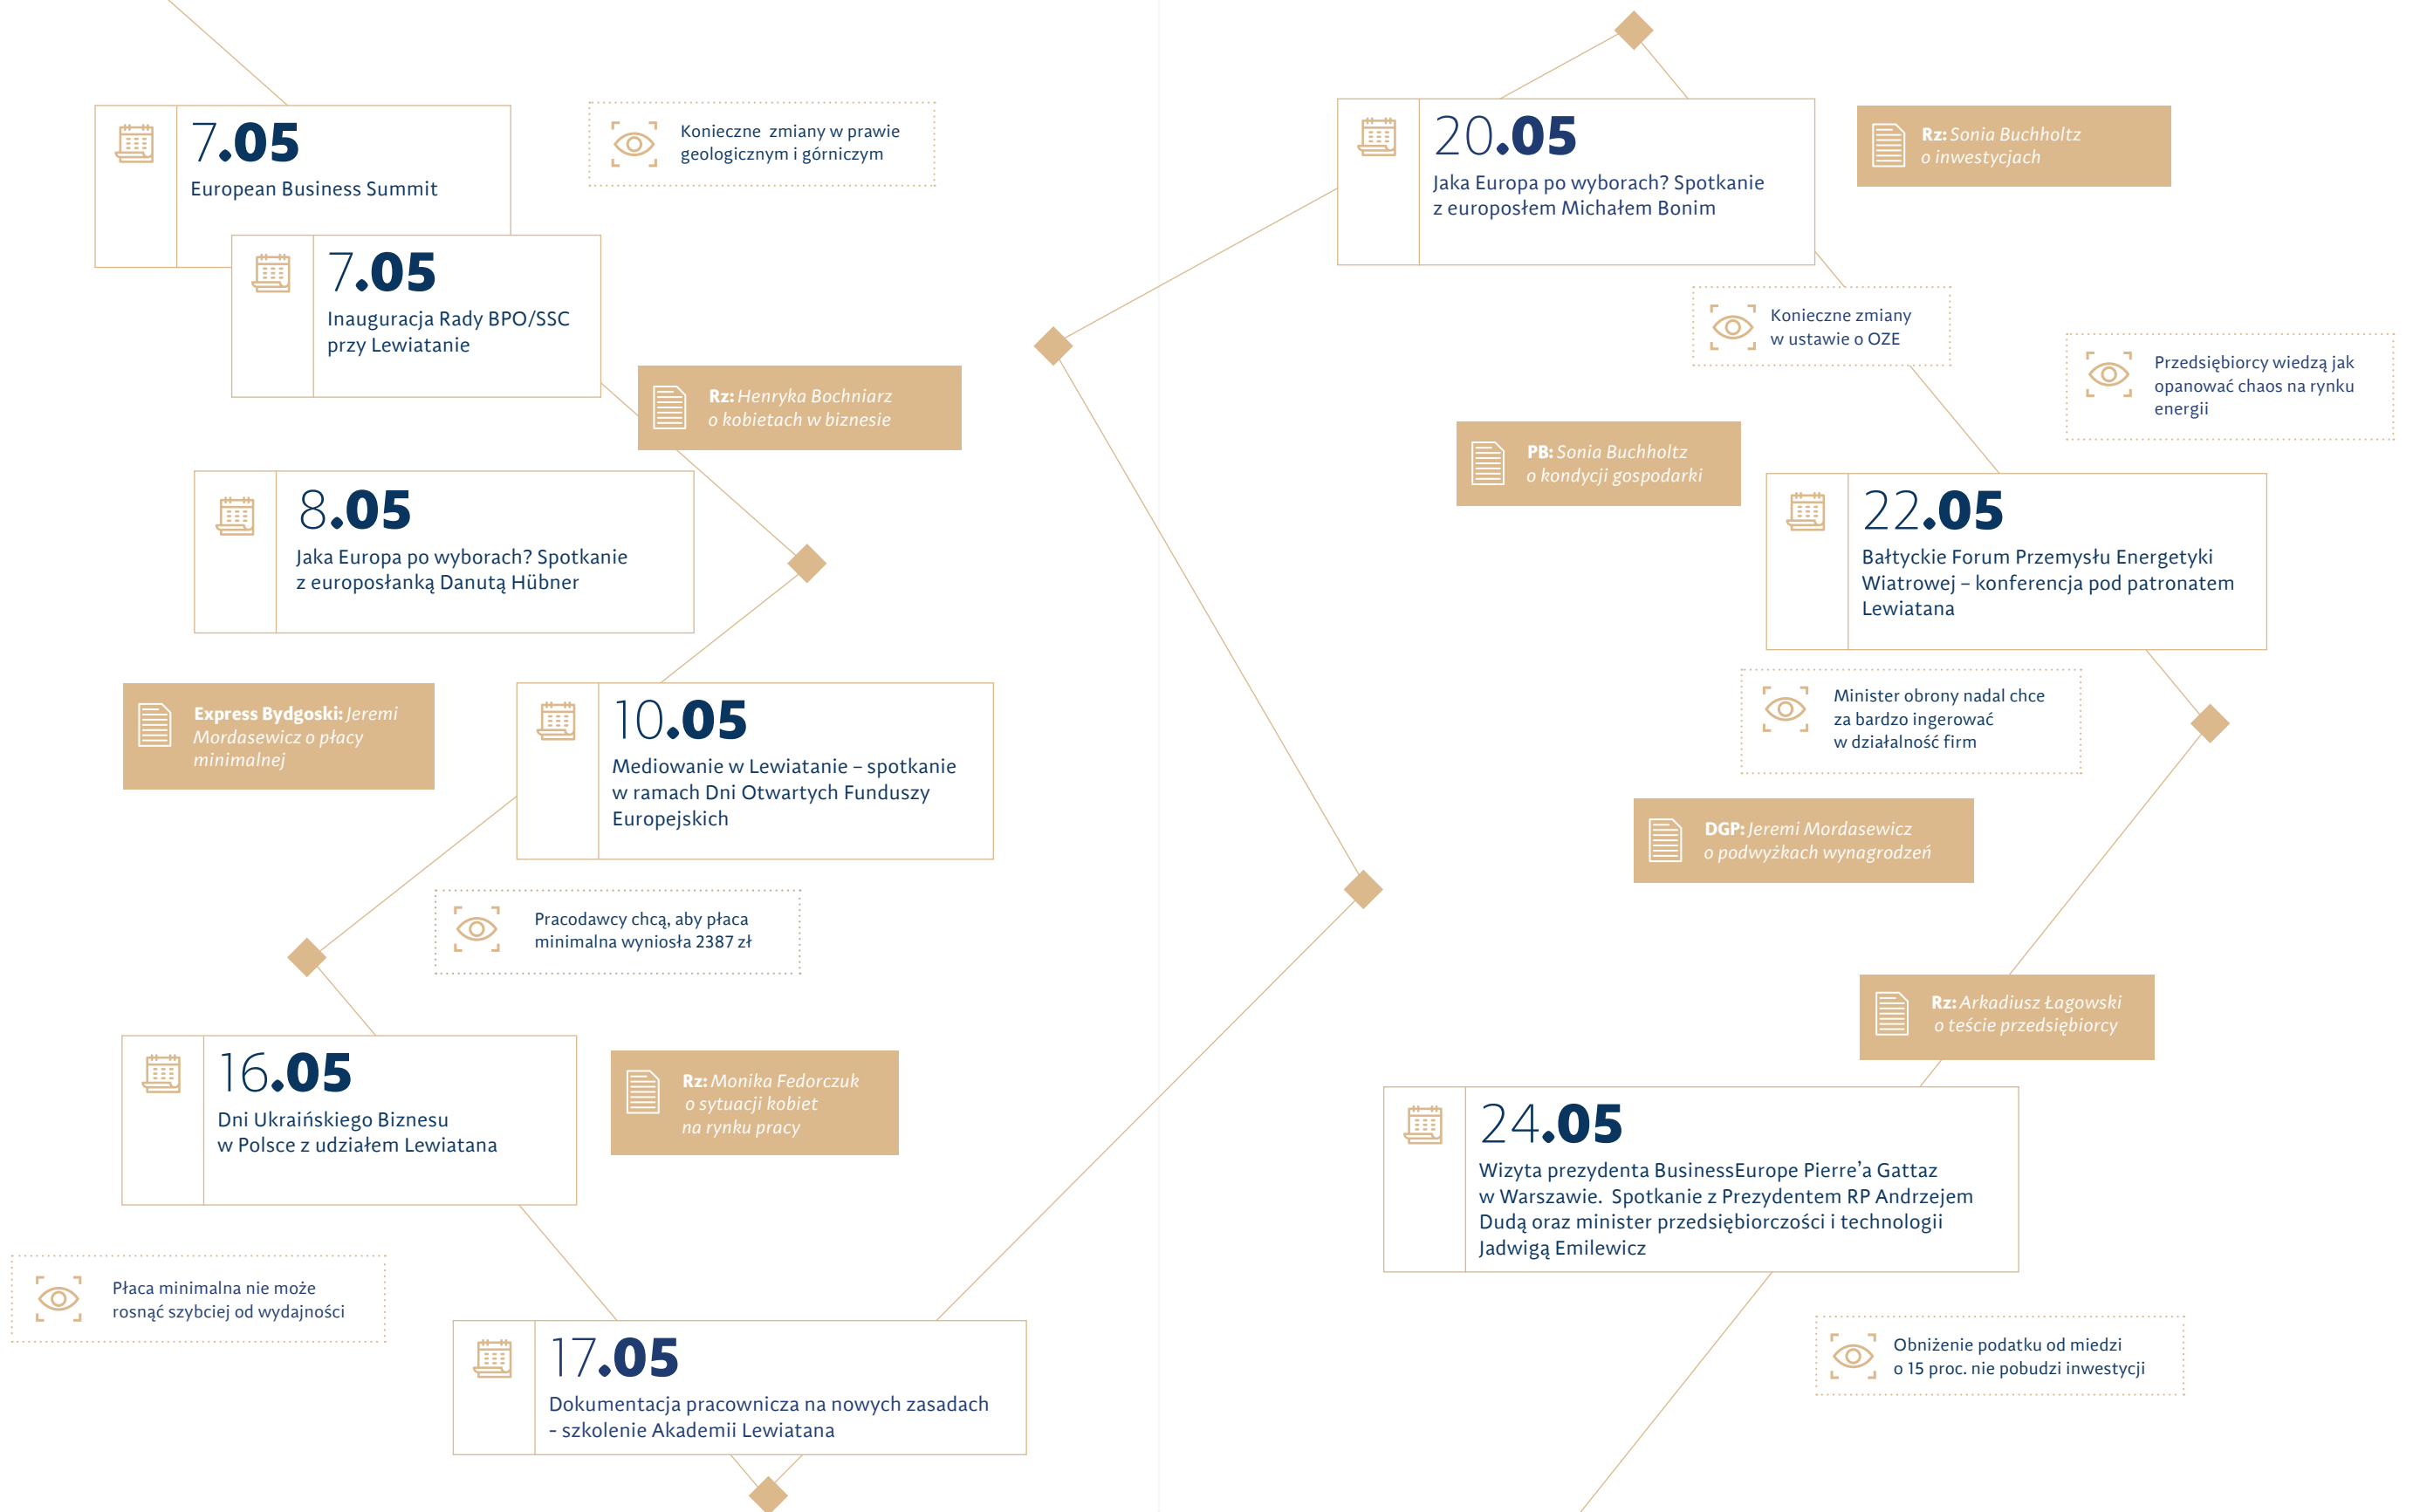 7.05
European Business Summit
Konieczne zmiany w prawie
geologicznym i górniczym
7.05
Inauguracja Rady BPO/SSC
przy Lewiatanie
Rz: Henryka Bochniarz
o kobietach w biznesie
8.05
Jaka Europa po wyborach? Spotkanie
z europosłanką Danutą Hübner
Express Bydgoski: Jeremi
Mordasewicz o płacy
minimalnej
10.05
Mediowanie w Lewiatanie – spotkanie
w ramach Dni Otwartych Funduszy
Europejskich
Pracodawcy chcą, aby płaca
minimalna wyniosła 2387 zł
16.05
Dni Ukraińskiego Biznesu
w Polsce z udziałem Lewiatana
Rz: Monika Fedorczuk
o sytuacji kobiet
na rynku pracy
Płaca minimalna nie może
rosnąć szybciej od wydajności
17.05
Dokumentacja pracownicza na nowych zasadach
- szkolenie Akademii Lewiatana
20.05
Jaka Europa po wyborach? Spotkanie
z europosłem Michałem Bonim
Rz: Sonia Buchholtz
o inwestycjach
Konieczne zmiany
w ustawie o OZE
Przedsiębiorcy wiedzą jak
opanować chaos na rynku
energii
PB: Sonia Buchholtz
o kondycji gospodarki
22.05
Bałtyckie Forum Przemysłu Energetyki
Wiatrowej – konferencja pod patronatem
Lewiatana
Minister obrony nadal chce
za bardzo ingerować
w działalność firm
DGP: Jeremi Mordasewicz
o podwyżkach wynagrodzeń
Rz: Arkadiusz Łagowski
o teście przedsiębiorcy
24.05
Wizyta prezydenta BusinessEurope Pierre’a Gattaz
w Warszawie. Spotkanie z Prezydentem RP Andrzejem
Dudą oraz minister przedsiębiorczości i technologii
Jadwigą Emilewicz
Obniżenie podatku od miedzi
o 15 proc. nie pobudzi inwestycji